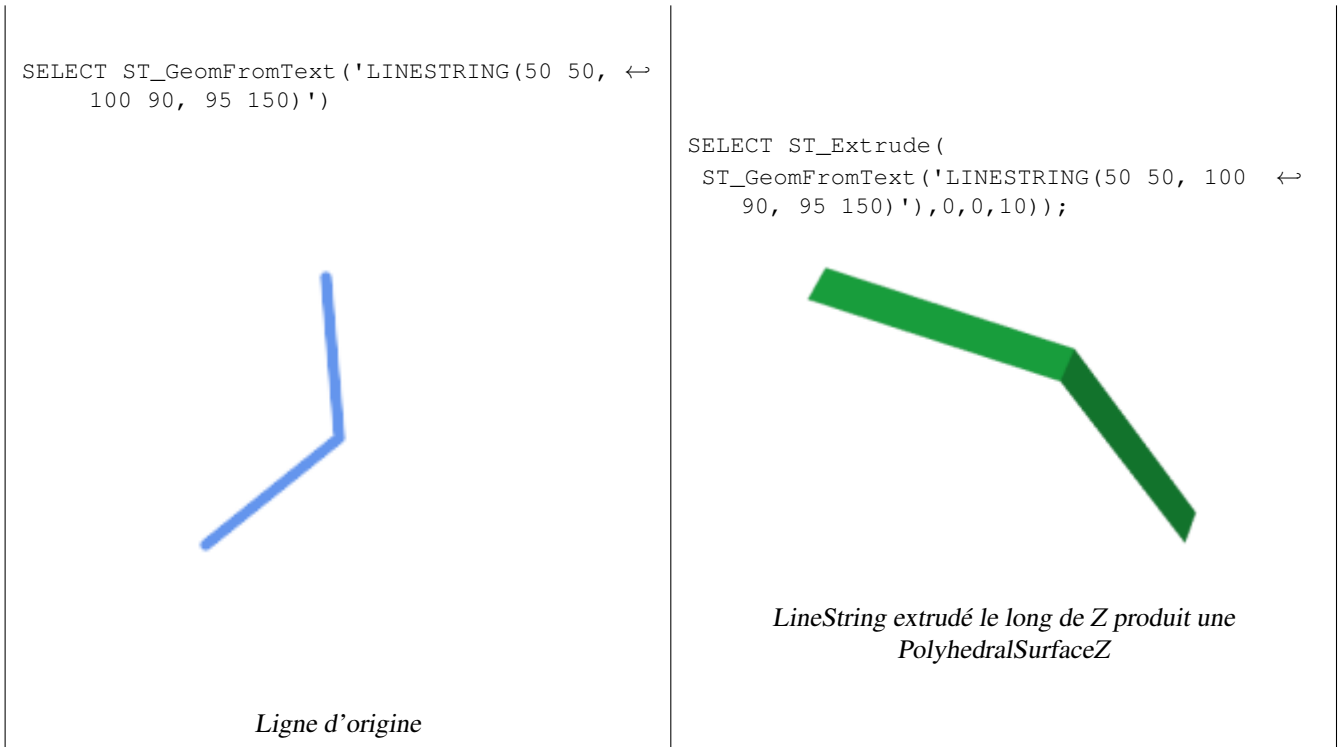 SELECT ST_GeomFromText('LINESTRING(50 50, ↩
100 90, 95 150)')
Ligne d'origine
SELECT ST_Extrude(
ST_GeomFromText('LINESTRING(50 50, 100 ↩
90, 95 150)'),0,0,10));
LineString extrudé le long de Z produit une
PolyhedralSurfaceZ